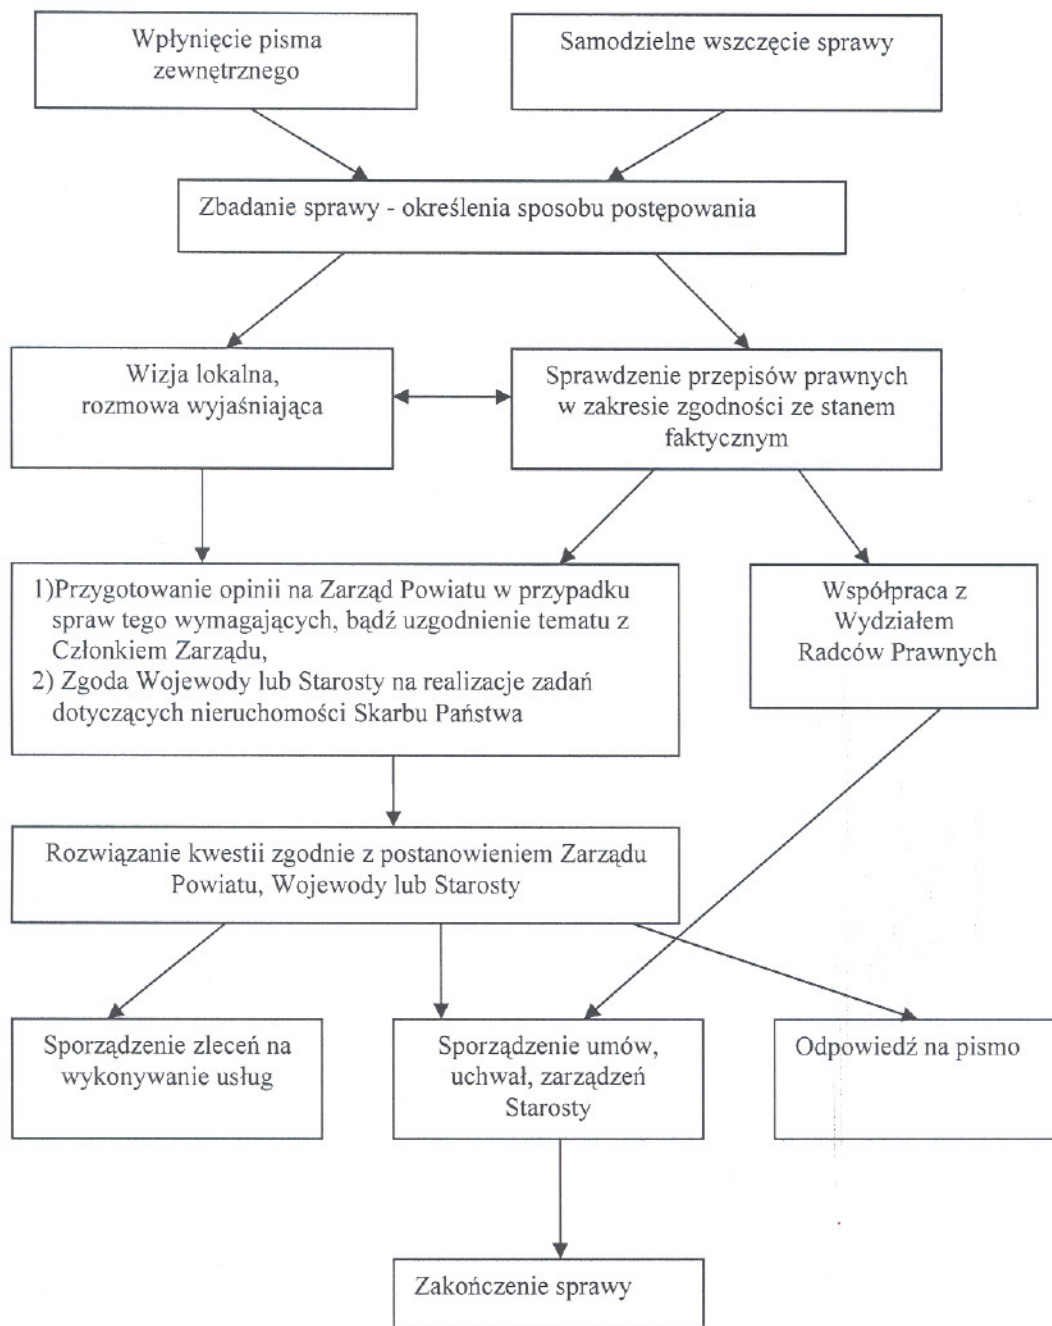 Wpłynięcie pisma
zewnętrznego
Samodzielne wszczęcie sprawy
Zbadanie sprawy - określenia sposobu postępowania
Wizja lokalna,
rozmowa wyjaśniająca
Sprawdzenie przepisów prawnych
w zakresie zgodności ze stanem
faktycznym
1)Przygotowanie opinii na Zarząd Powiatu w przypadku
spraw tego wymagających, bądź uzgodnienie tematu z
Członkiem Zarządu,
2) Zgoda Wojewody lub Starosty na realizacje zadań
dotyczących nieruchomości Skarbu Państwa
Współpraca z
Wydziałem
Radców Prawnych
Rozwiązanie kwestii zgodnie z postanowieniem Zarządu
Powiatu, Wojewody lub Starosty
Sporządzenie zleceń na
wykonywanie usług
Sporządzenie umów,
uchwał, zarządzeń
Starosty
Odpowiedź na pismo
Zakończenie sprawy